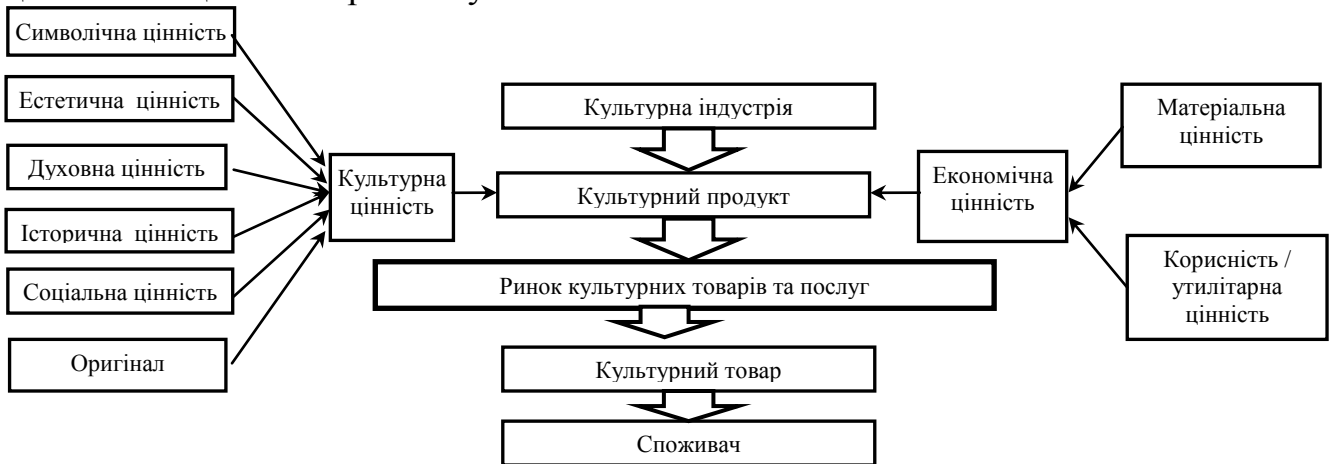 Символічна цінність
Естетична цінність
Духовна цінність
Історична цінність
Соціальна цінність
Оригінал
Культурна
цінність
Культурна індустрія
Культурний продукт
Ринок культурних товарів та послуг
Культурний товар
Споживач
Економічна
цінність
Матеріальна
цінність
Корисність /
утилітарна
цінність